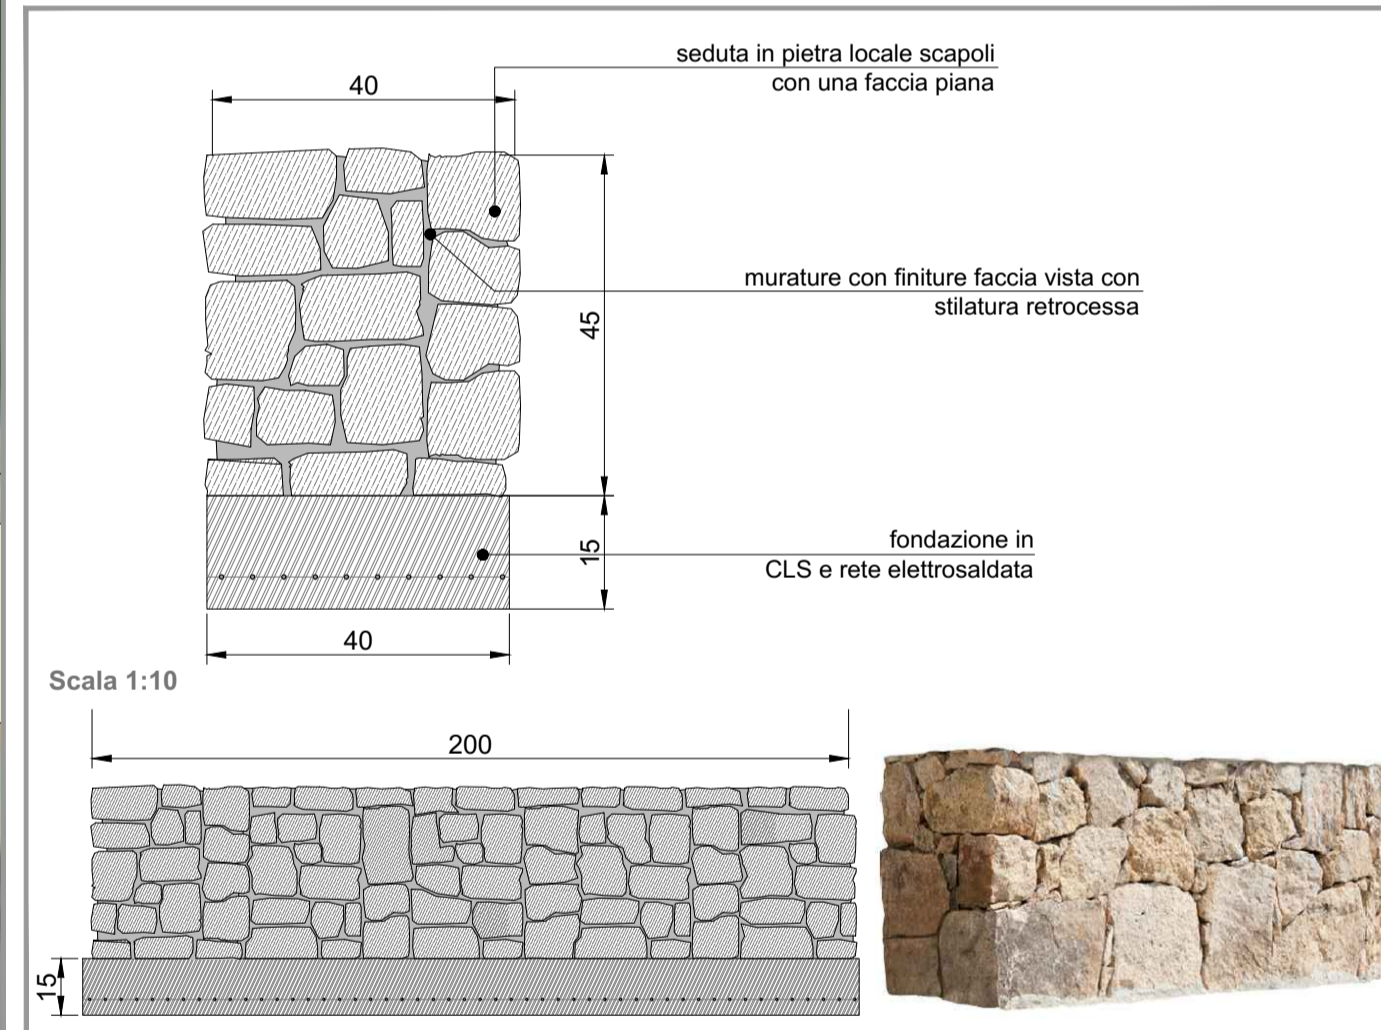 seduta in pietra locale scapoli
con una faccia piana
40
murature con finiture faccia vista con
stilatura retrocessa
45
fondazione in
CLS e rete elettrosaldata
15
40
Scala 1:10
200
15